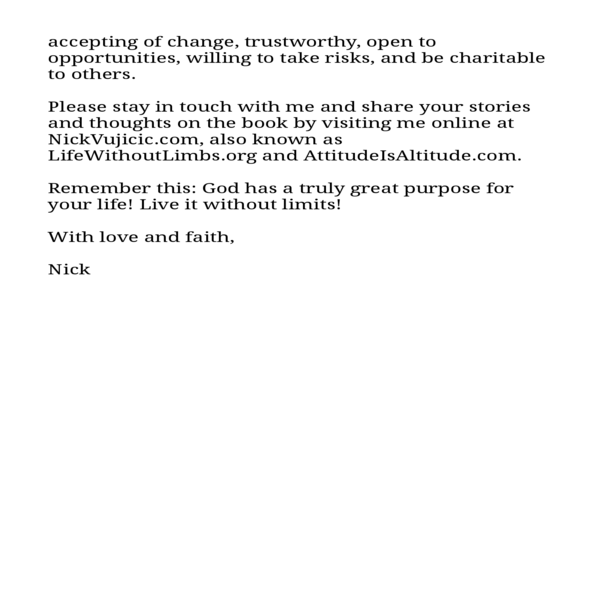 accepting of change, trustworthy, open to
opportunities, willing to take risks, and be charitable
to others.
Please stay in touch with me and share your stories
and thoughts on the book by visiting me online at
NickVujicic.com, also known as
LifeWithoutLimbs.org and AttitudeIsAltitude.com.
Remember this: God has a truly great purpose for
your life! Live it without limits!
With love and faith,
Nick